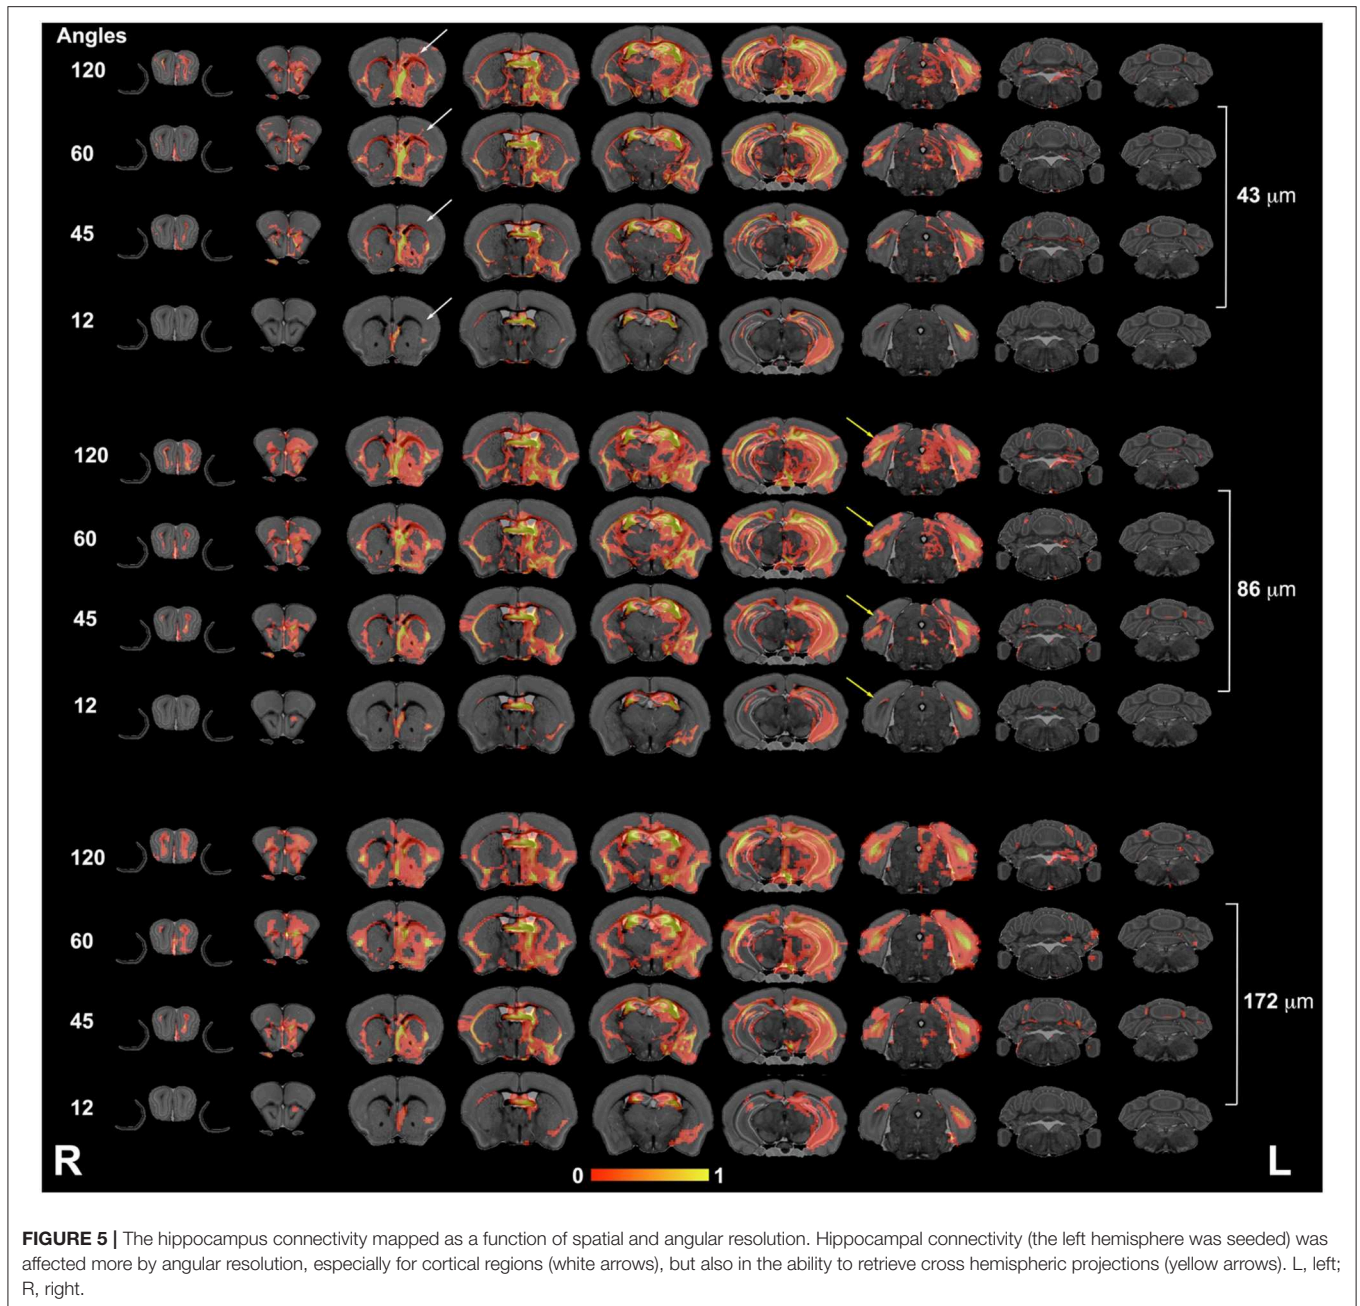 Angles
120
60
43 μm
45
12
120
60
86 μm
45
12
120
60
172 μm
45
12
R
L
0 1
FIGURE 5 | The hippocampus connectivity mapped as a function of spatial and angular resolution. Hippocampal connectivity (the left hemisphere was seeded) was
affected more by angular resolution, especially for cortical regions (white arrows), but also in the ability to retrieve cross hemispheric projections (yellow arrows). L, left;
R, right.